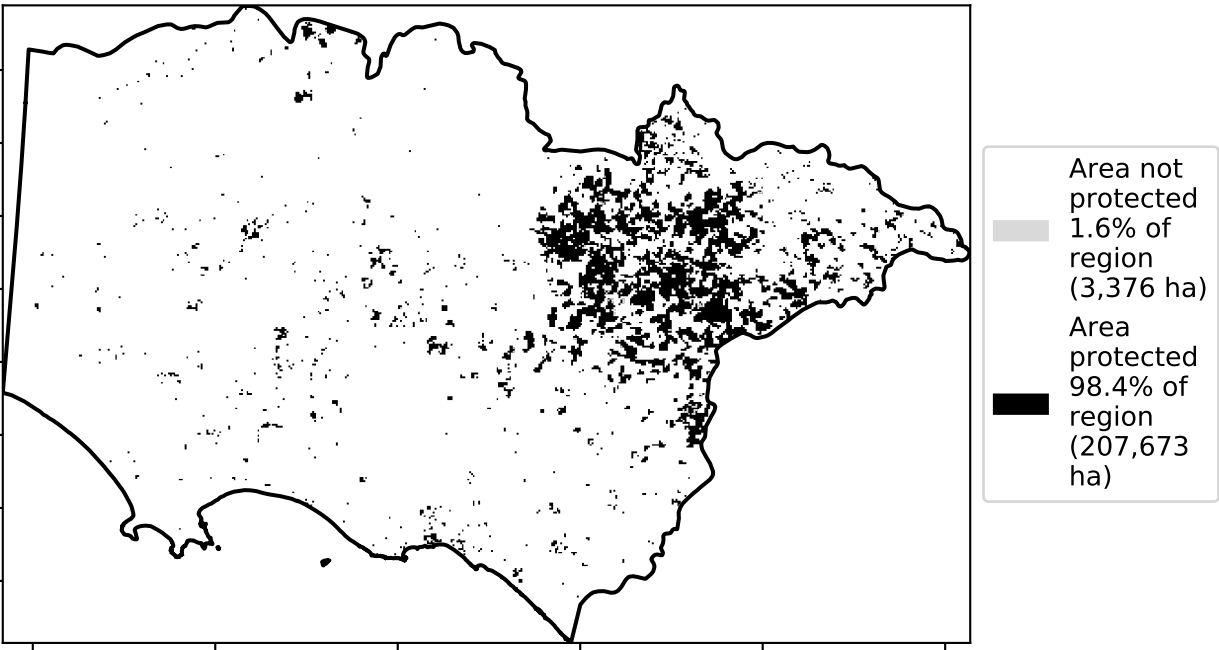 Area not
protected
1.6% of
region
(3,376 ha)
Area
protected
98.4% of
region
(207,673
ha)